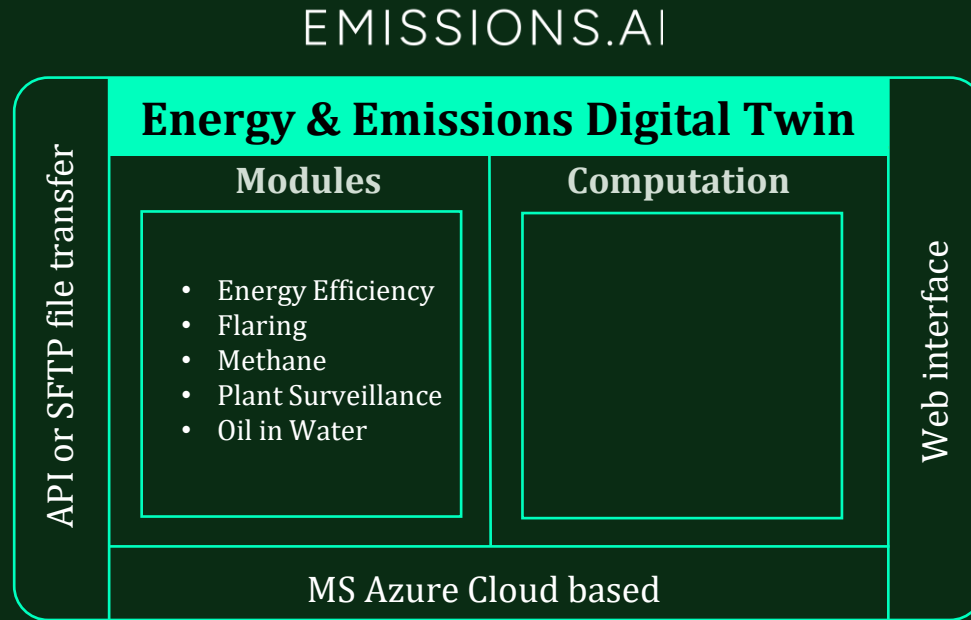 EMISSIONS.AI
Energy & Emissions Digital Twin
API or SFTP file transfer
Modules
• Energy Efficiency
• Flaring
• Methane
• Plant Surveillance
• Oil in Water
Computation
Web interface
MS Azure Cloud based